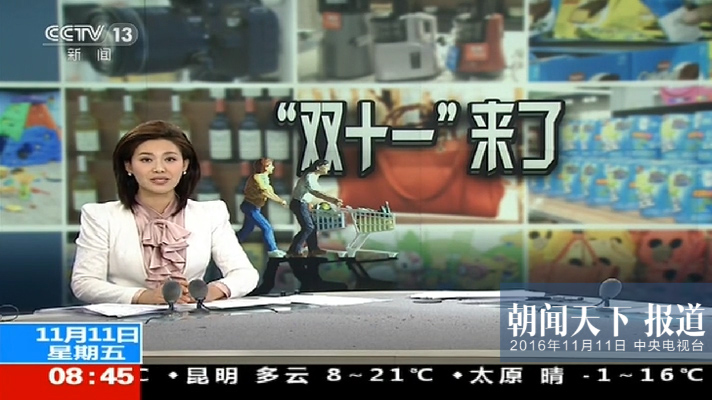 CCTV 13
新闻
“双十一”来了
朝闻天下 报道
2016年11月11日 中央电视台
11月11日
星期五
08:45
℃ ·昆明 多云 8～21℃ ·太原 晴 -1～16℃